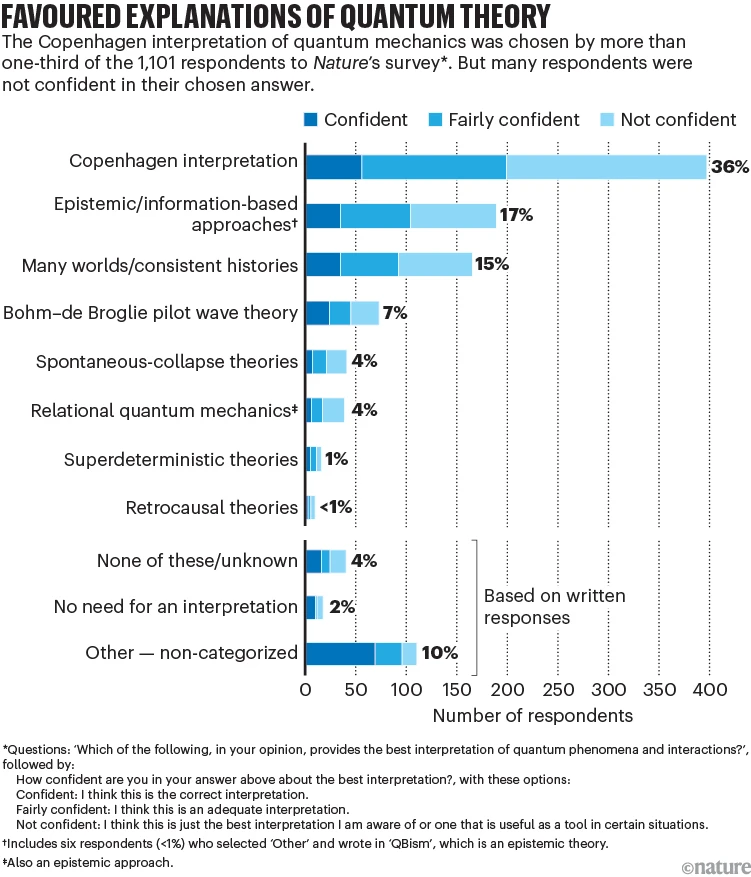 FAVOURED EXPLANATIONS OF QUANTUM THEORY
The Copenhagen interpretation of quantum mechanics was chosen by more than
one-third of the 1,101 respondents to Nature’s survey*. But many respondents were
not confident in their chosen answer.
Confident Fairly confident Not confident
Copenhagen interpretation 36%
Epistemic/information-based
approaches† 17%
Many worlds/consistent histories 15%
Bohm–de Broglie pilot wave theory 7%
Spontaneous-collapse theories 4%
Relational quantum mechanics‡ 4%
Superdeterministic theories 1%
Retrocausal theories <1%
None of these/unknown 4%
No need for an interpretation 2%
Other — non-categorized 10%
Based on written
responses
0 50 100 150 200 250 300 350 400
Number of respondents
*Questions: ‘Which of the following, in your opinion, provides the best interpretation of quantum phenomena and interactions?’,
followed by:
How confident are you in your answer above about the best interpretation?, with these options:
Confident: I think this is the correct interpretation.
Fairly confident: I think this is an adequate interpretation.
Not confident: I think this is just the best interpretation I am aware of or one that is useful as a tool in certain situations.
†Includes six respondents (<1%) who selected ‘Other’ and wrote in ‘QBism’, which is an epistemic theory.
‡Also an epistemic approach.
©nature